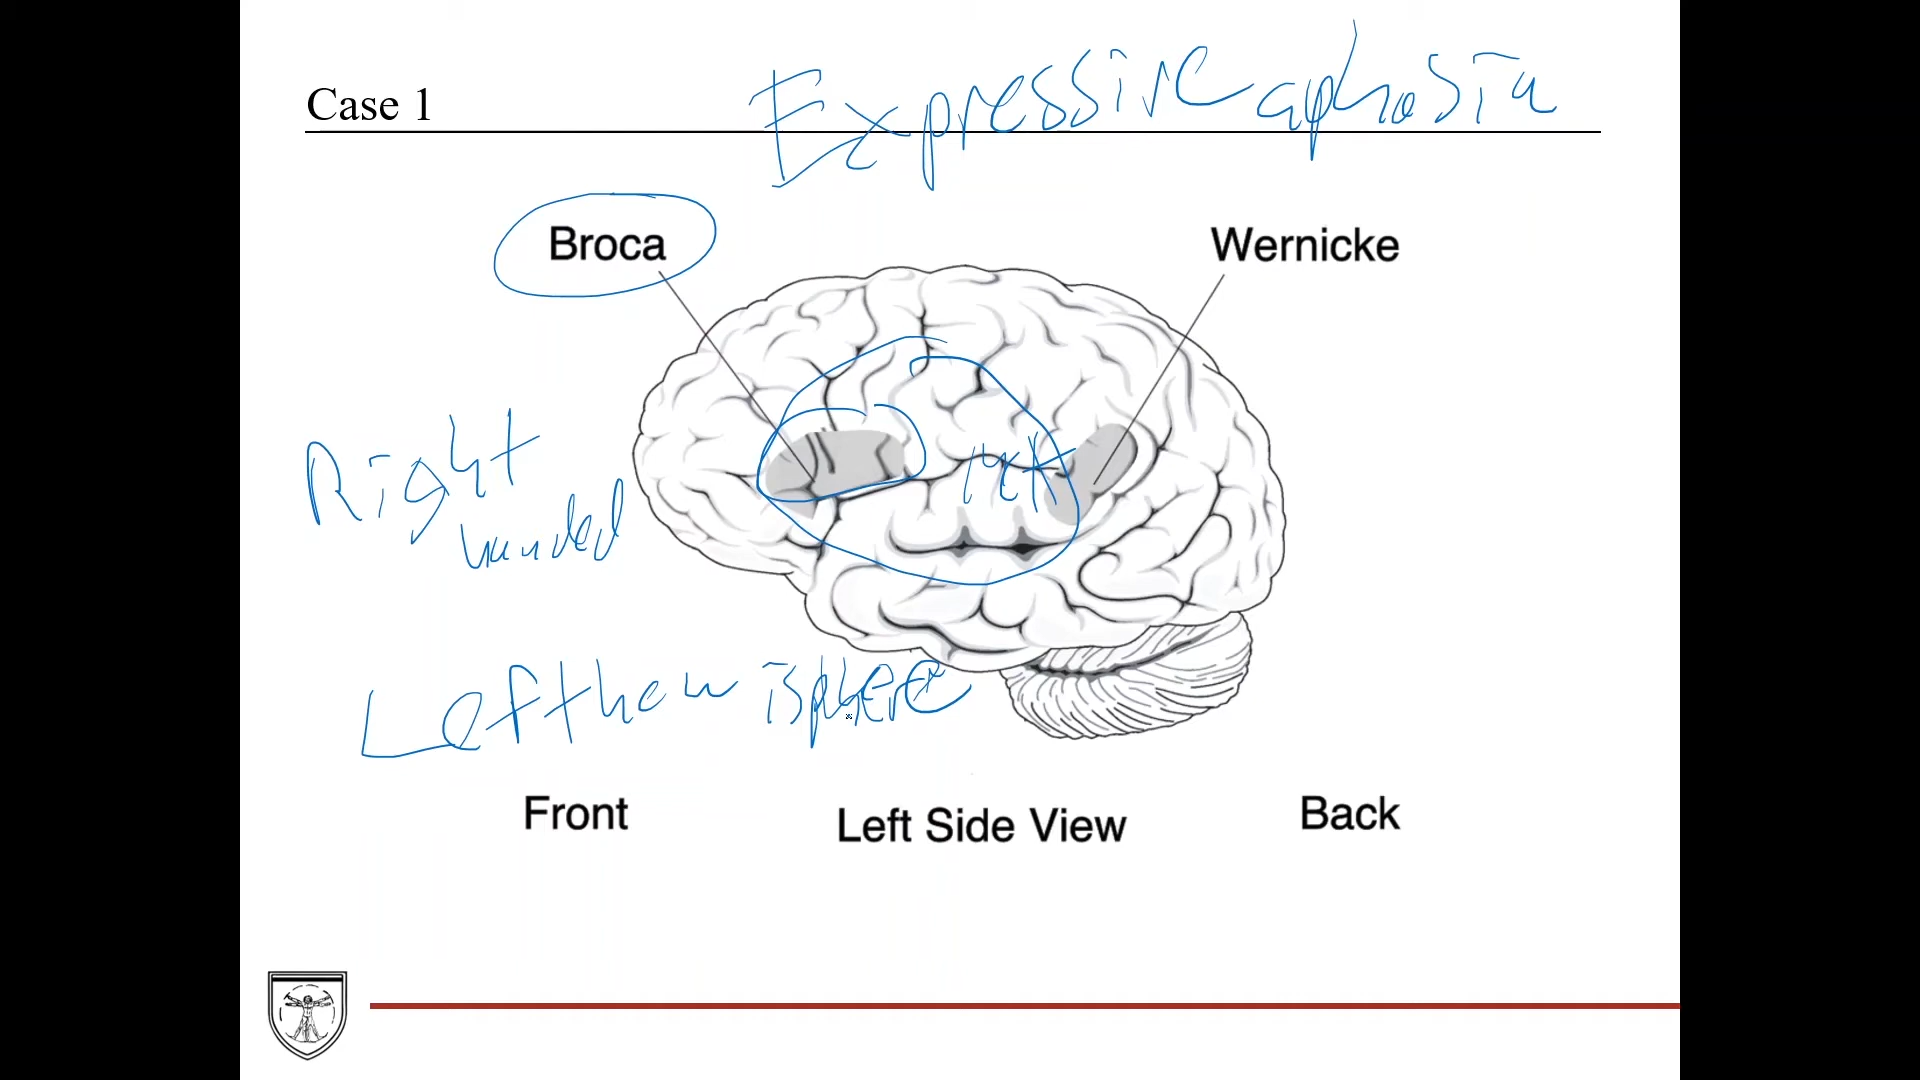 Expressive aphasia
Case 1
Broca
Wernicke
Right
handed
Left hemisphere
Front
Left Side View
Back